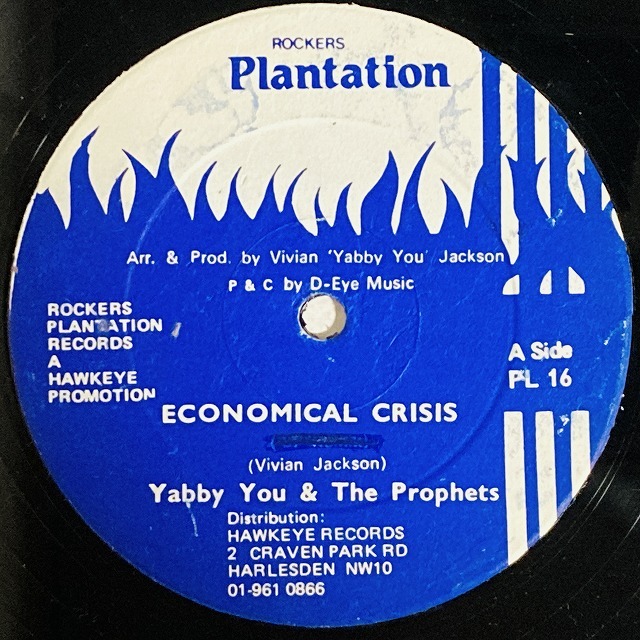 ROCKERS
Plantation
Arr. & Prod. by Vivian 'Yabby You' Jackson
P & C by D-Eye Music
ROCKERS
PLANTATION
RECORDS
A
HAWKEYE
PROMOTION
A Side
PL 16
ECONOMICAL CRISIS
(Vivian Jackson)
Yabby You & The Prophets
Distribution:
HAWKEYE RECORDS
2 CRAVEN PARK RD
HARLESDEN NW10
01-961 0866